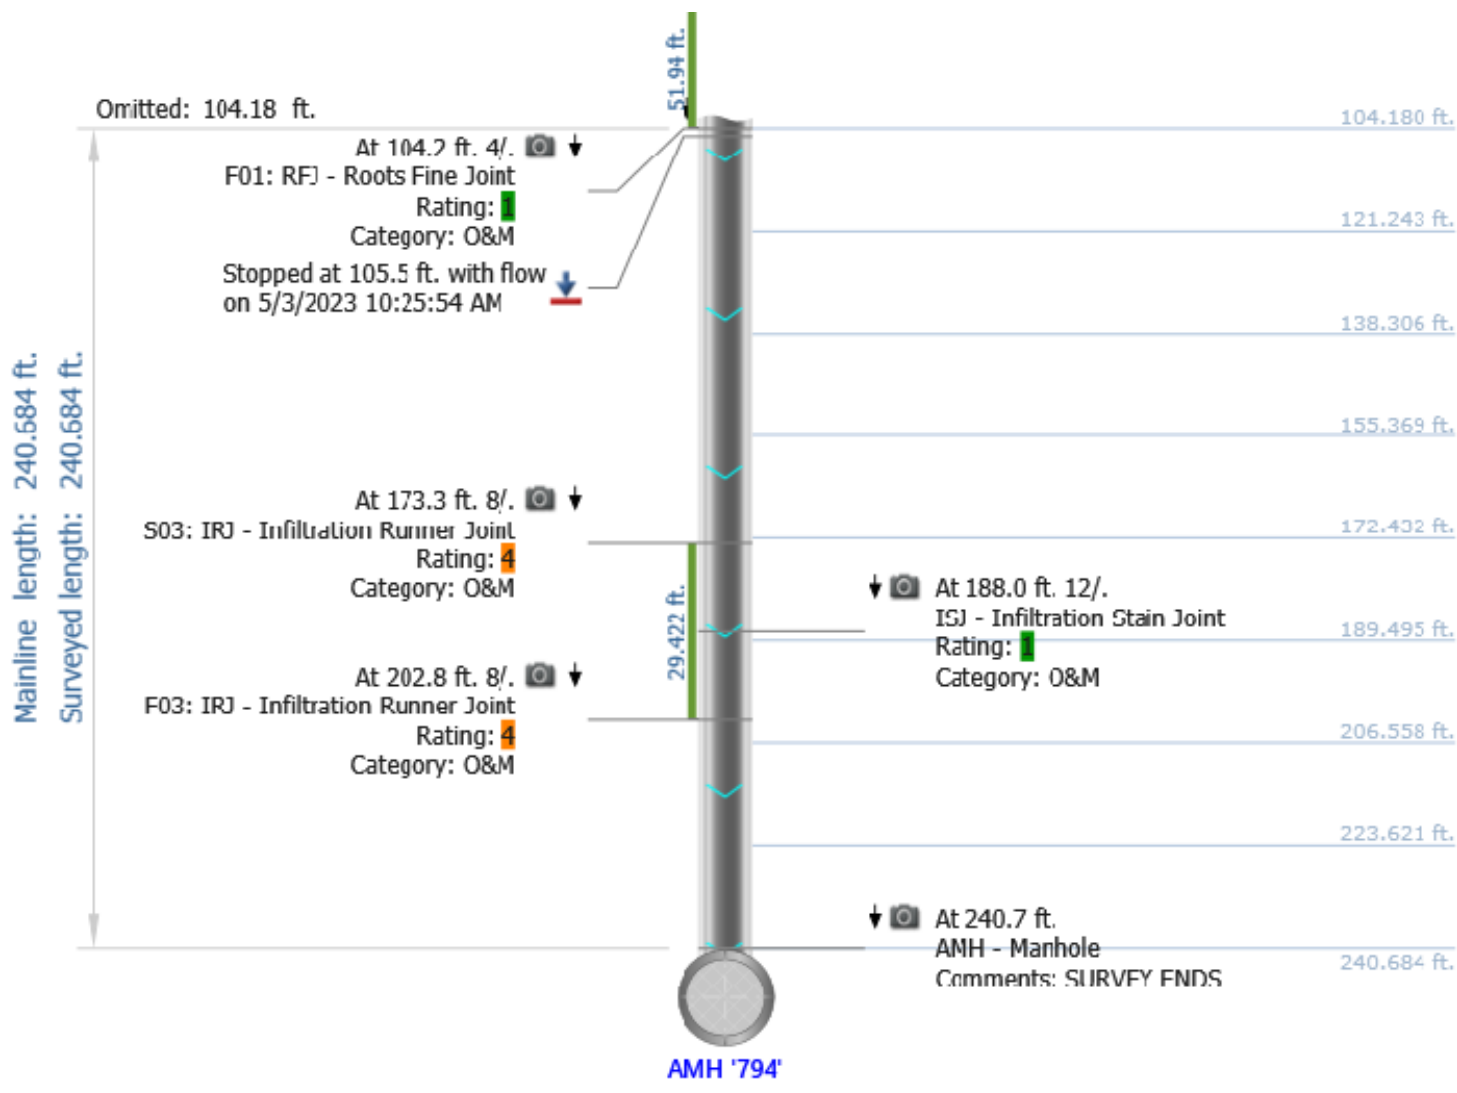 51.94 ft.
Omitted: 104.18 ft.
104.180 ft.
At 104.2 ft. 4/.
F01: RFJ - Roots Fine Joint
Rating: 1
Category: O&M
121.243 ft.
Stopped at 105.5 ft. with flow
on 5/3/2023 10:25:54 AM
138.306 ft.
Mainline length: 240.684 ft.
Surveyed length: 240.684 ft.
155.369 ft.
At 173.3 ft. 8/.
S03: IRJ - Infiltration Runner Joint
Rating: 4
Category: O&M
172.432 ft.
29.422 ft.
At 188.0 ft. 12/.
ISJ - Infiltration Stain Joint
Rating: 1
Category: O&M
189.495 ft.
At 202.8 ft. 8/.
F03: IRJ - Infiltration Runner Joint
Rating: 4
Category: O&M
206.558 ft.
223.621 ft.
At 240.7 ft.
AMH - Manhole
Comments: SURVEY ENDS
240.684 ft.
AMH '794'